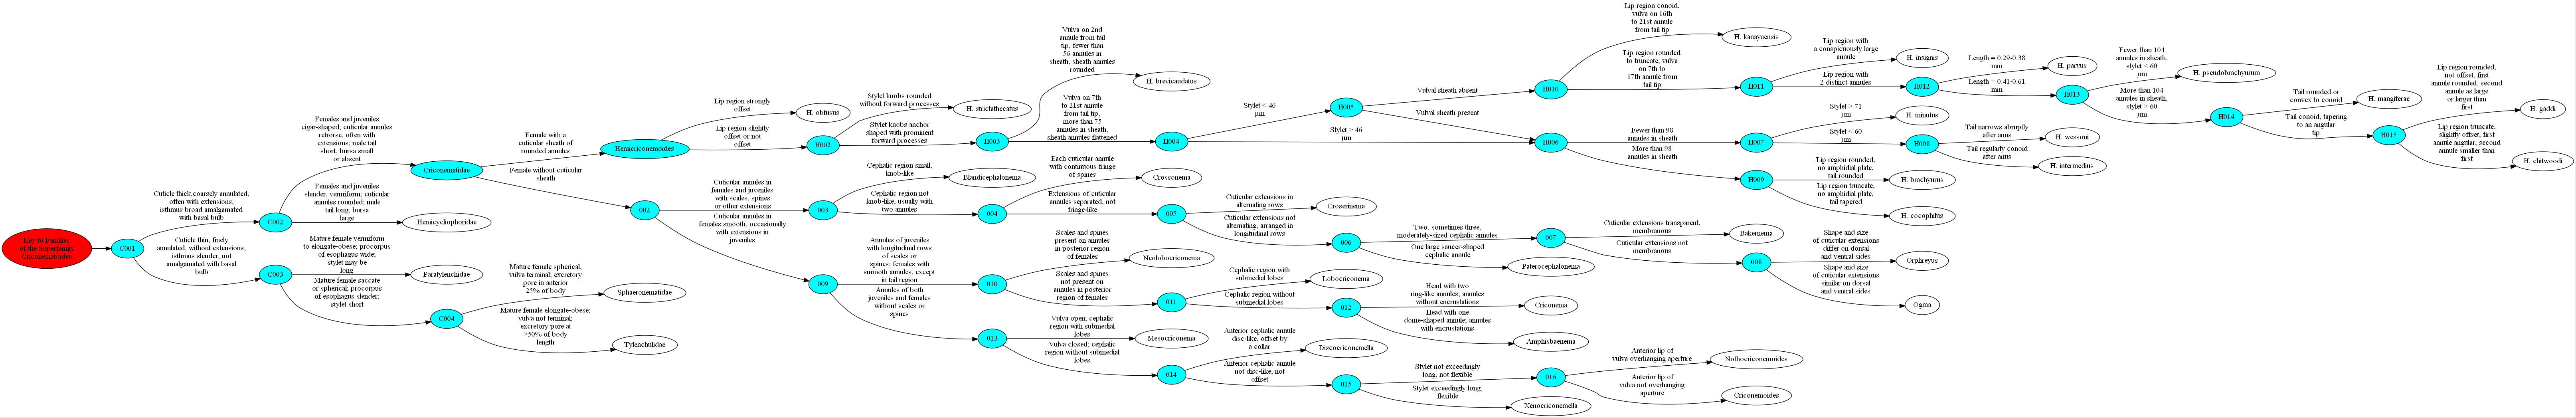 Key to Families
of the Superfamily
Criconematoidea
C001
Cuticle thick,coarsely annulated,
often with extensions,
isthmus broad amalgamated
with basal bulb
Cuticle thin, finely
annulated, without extensions,
isthmus slender, not
amalgamated with basal
bulb
C002
Females and juveniles
cigar-shaped; cuticular annules
retrorse, often with
extensions; male tail
short, bursa small
or absent
Females and juveniles
slender, vermiform; cuticular
annules rounded; male
tail long, bursa
large
Hemicycliophoridae
C003
Mature female vermiform
to elongate-obese; procorpus
of esophagus wide;
stylet may be
long
Mature female saccate
or spherical; procorpus
of esophagus slender;
stylet short
Paratylenchidae
C004
Mature female spherical,
vulva terminal, excretory
pore in anterior
25% of body
Mature female elongate-obese;
vulva not terminal;
excretory pore at
>50% of body
length
Sphaeronematidae
Tylenchulidae
Criconematidae
Female with a
cuticular sheath of
rounded annules
Female without cuticular
sheath
Hemicriconemoides
Lip region strongly
offset
Lip region slightly
offset or not
offset
H. obtusus
H002
Stylet knobs rounded
without forward processes
Stylet knobs anchor
shaped with prominent
forward processes
H. strictathecatus
H003
Vulva on 2nd
annule from tail
tip, fewer than
56 annules in
sheath, sheath annules
rounded
Vulva on 7th
to 21st annule
from tail tip,
more than 75
annules in sheath,
sheath annules flattened
H. brevicaudatus
H004
Stylet < 46
µm
Stylet > 46
µm
H005
Vulval sheath absent
Vulval sheath present
H010
Lip region conoid,
vulva on 16th
to 21st annule
from tail tip
Lip region rounded
to truncate, vulva
on 7th to
17th annule from
tail tip
H. kanayaensis
H011
Lip region with
a conspicuously large
annule
Lip region with
2 distinct annules
H. insignis
H012
Length = 0.29-0.38
mm
Length = 0.41-0.61
mm
H. parvus
H013
Fewer than 104
annules in sheath,
stylet < 60
µm
More than 104
annules in sheath,
stylet > 60
µm
H. pseudobrachyurum
H014
Tail rounded or
convex to conoid
Tail conoid, tapering
to an angular
tip
H. mangiferae
H015
Lip region rounded,
not offset, first
annule rounded, second
annule as large
or larger than
first
Lip region truncate,
slightly offset, first
annule angular, second
annule smaller than
first
H. gaddi
H. chitwoodi
H006
Fewer than 98
annules in sheath
More than 98
annules in sheath
H007
Stylet > 71
µm
Stylet < 60
µm
H. minutus
H008
Tail narrows abruptly
after anus
Tail regularly conoid
after anus
H. wessoni
H. intermedius
H009
Lip region rounded,
no amphidial plate,
tail rounded
Lip region truncate,
no amphidial plate,
tail tapered
H. brachyurus
H. cocophilus
002
Cuticular annules in
females and juveniles
with scales, spines
or other extensions
Cuticular annules in
females smooth, occasionally
with extensions in
juveniles
003
Cephalic region small,
knob-like
Cephalic region not
knob-like, usually with
two annules
Blandicephalonema
004
Each cuticular annule
with continuous fringe
of spines
Extensions of cuticular
annules separated, not
fringe-like
Crossonema
005
Cuticular extensions in
alternating rows
Cuticular extensions not
alternating, arranged in
longitudinal rows
Croserinema
006
Two, sometimes three,
moderately-sized cephalic annules
One large saucer-shaped
cephalic annule
007
Pateracephalonema
Cuticular extensions transparent,
membranous
Cuticular extensions not
membranous
Bakernema
008
Shape and size
of cuticular extensions
differ on dorsal
and ventral sides
Shape and size
of cuticular extensions
similar on dorsal
and ventral sides
Orphreyus
Ogma
009
Annules of juveniles
with longitudinal rows
of scales or
spines; females with
smooth annules, except
in tail region
Annules of both
juveniles and females
without scales or
spines
010
Scales and spines
present on annules
in posterior region
of females
Scales and spines
not present on
annules in posterior
region of females
Neolobocriconema
011
Cephalic region with
submedial lobes
Cephalic region without
submedial lobes
Lobocriconema
012
Head with two
ring-like annules; annules
without encrustations
Head with one
dome-shaped annule, annules
with encrustations
Criconema
Amphisbaenema
013
Vulva open; cephalic
region with submedial
lobes
Vulva closed; cephalic
region without submedial
lobes
Mesocriconema
014
Anterior cephalic annule
disc-like, offset by
a collar
Anterior cephalic annule
not disc-like, not
offset
Discocriconemella
015
Stylet not exceedingly
long, not flexible
Stylet exceedingly long,
flexible
016
Xenocriconemella
Anterior lip of
vulva overhanging aperture
Anterior lip of
vulva not overhanging
aperture
Nothocriconemoides
Criconemoides